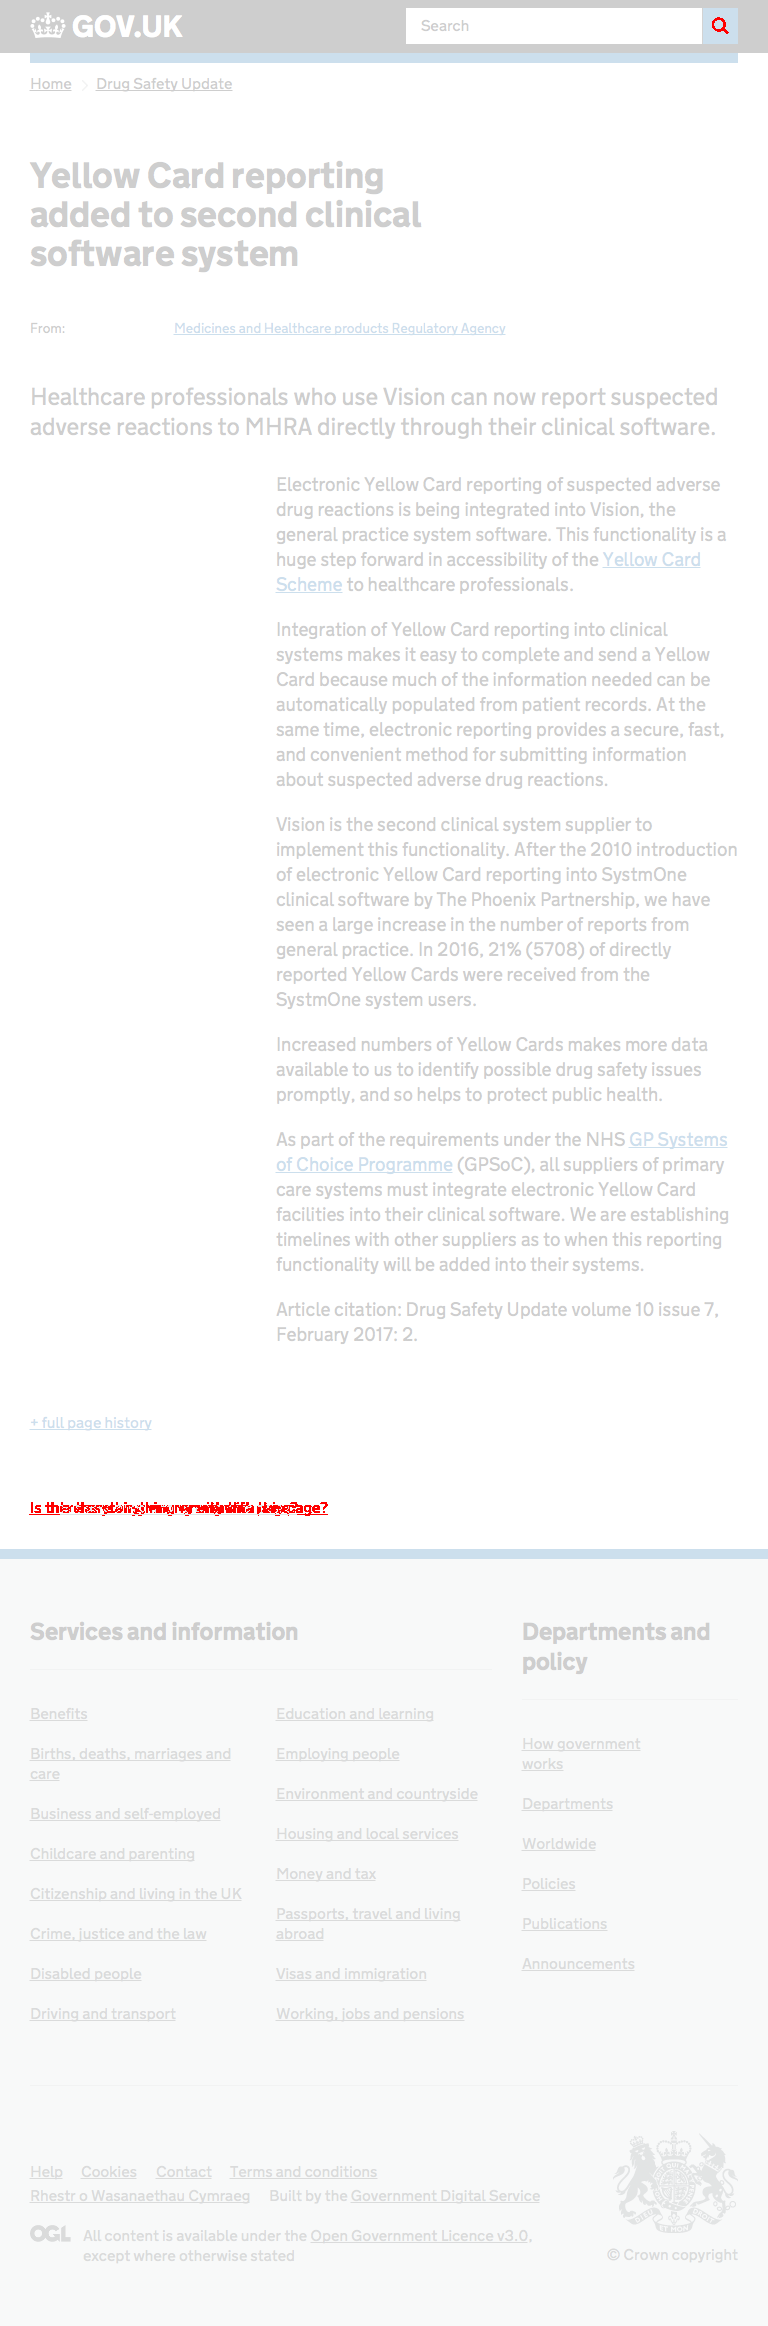 GOV.UK
Search
Home
Drug Safety Update
Yellow Card reporting
added to second clinical
software system
From:
Medicines and Healthcare products Regulatory Agency
Healthcare professionals who use Vision can now report suspected
adverse reactions to MHRA directly through their clinical software.
Electronic Yellow Card reporting of suspected adverse
drug reactions is being integrated into Vision, the
general practice system software. This functionality is a
huge step forward in accessibility of the Yellow Card
Scheme to healthcare professionals.
Integration of Yellow Card reporting into clinical
systems makes it easy to complete and send a Yellow
Card because much of the information needed can be
automatically populated from patient records. At the
same time, electronic reporting provides a secure, fast,
and convenient method for submitting information
about suspected adverse drug reactions.
Vision is the second clinical system supplier to
implement this functionality. After the 2010 introduction
of electronic Yellow Card reporting into SystmOne
clinical software by The Phoenix Partnership, we have
seen a large increase in the number of reports from
general practice. In 2016, 21% (5708) of directly
reported Yellow Cards were received from the
SystmOne system users.
Increased numbers of Yellow Cards makes more data
available to us to identify possible drug safety issues
promptly, and so helps to protect public health.
As part of the requirements under the NHS GP Systems
of Choice Programme (GPSoC), all suppliers of primary
care systems must integrate electronic Yellow Card
facilities into their clinical software. We are establishing
timelines with other suppliers as to when this reporting
functionality will be added into their systems.
Article citation: Drug Safety Update volume 10 issue 7,
February 2017: 2.
+ full page history
Services and information
Departments and
policy
Benefits
Births, deaths, marriages and
care
Business and self-employed
Childcare and parenting
Citizenship and living in the UK
Crime, justice and the law
Disabled people
Driving and transport
Education and learning
Employing people
Environment and countryside
Housing and local services
Money and tax
Passports, travel and living
abroad
Visas and immigration
Working, jobs and pensions
How government
works
Departments
Worldwide
Policies
Publications
Announcements
Help Cookies Contact Terms and conditions
Rhestr o Wasanaethau Cymraeg Built by the Government Digital Service
OGL All content is available under the Open Government Licence v3.0,
except where otherwise stated
© Crown copyright